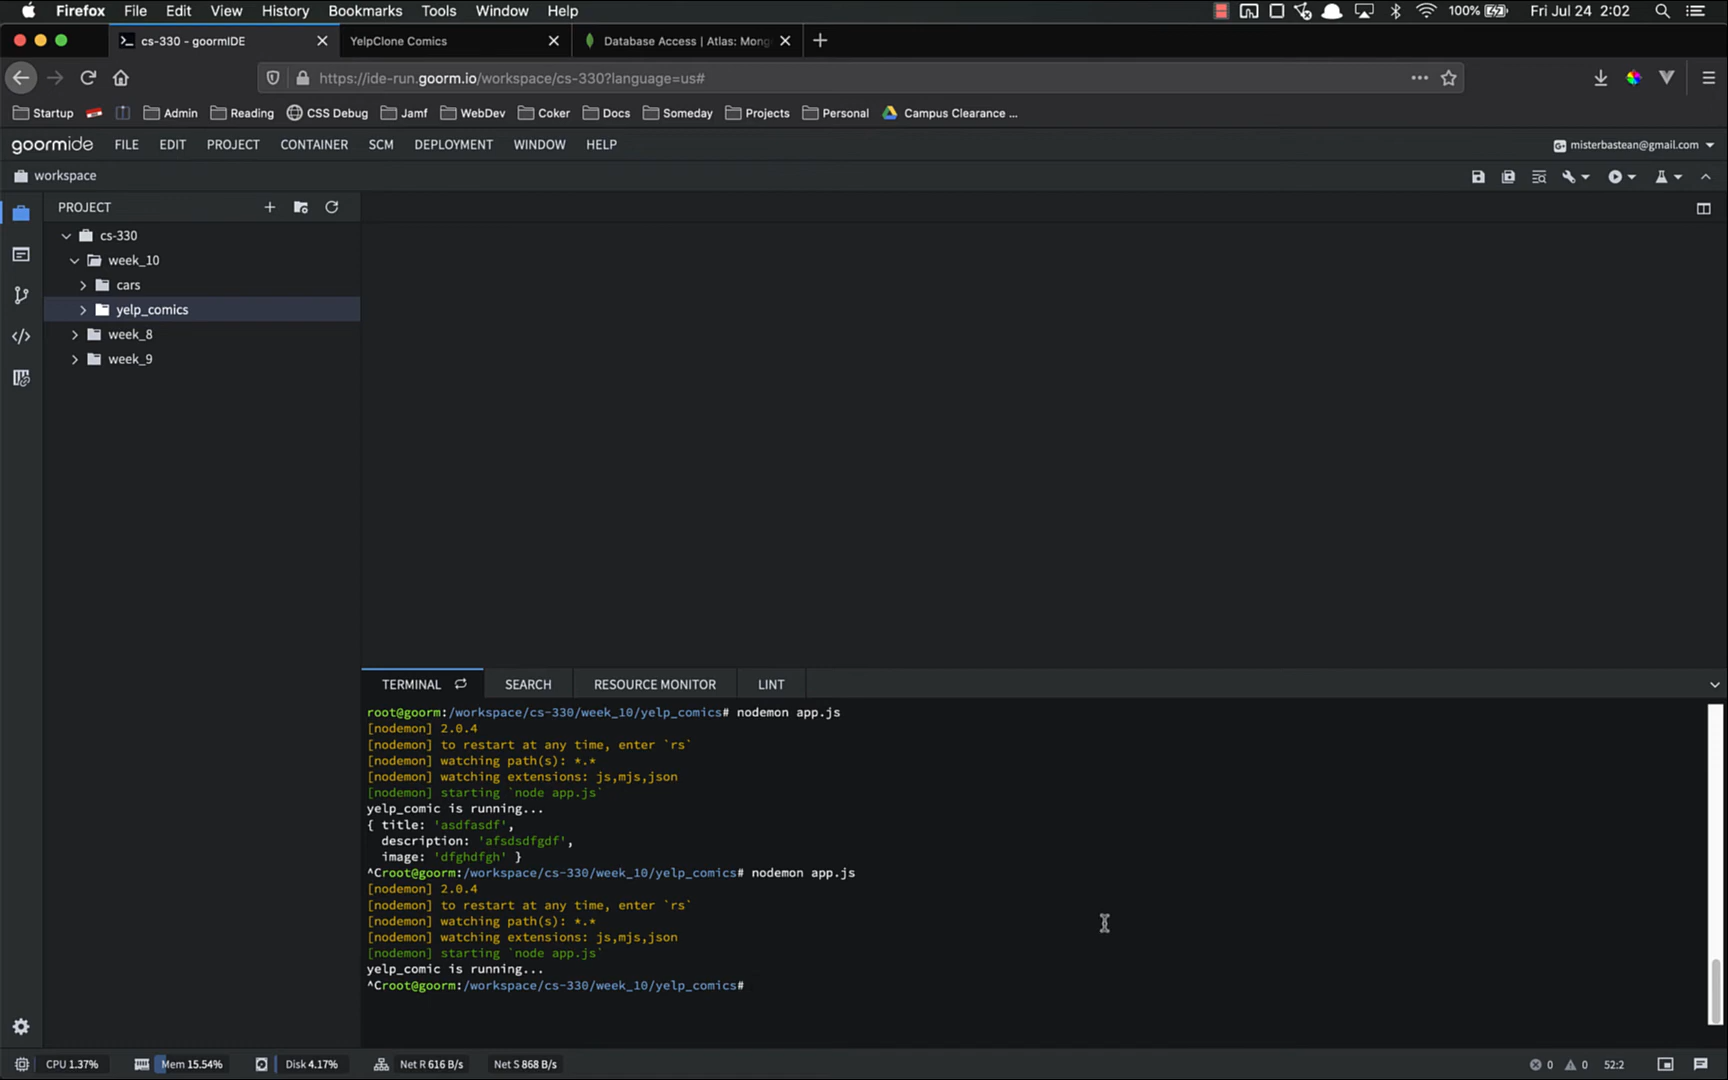 Firefox File Edit View History Bookmarks Tools Window Help 100% Fri Jul 24 2:02
cs-330 - goormIDE YelpClone Comics Database Access | Atlas: Mong
https://ide-run.goorm.io/workspace/cs-330?language=us#
Startup Admin Reading CSS Debug Jamf WebDev Coker Docs Someday Projects Personal Campus Clearance ...
goormide FILE EDIT PROJECT CONTAINER SCM DEPLOYMENT WINDOW HELP misterbastean@gmail.com
workspace
PROJECT
cs-330
week_10
cars
yelp_comics
week_8
week_9
TERMINAL SEARCH RESOURCE MONITOR LINT
root@goorm:/workspace/cs-330/week_10/yelp_comics# nodemon app.js
[nodemon] 2.0.4
[nodemon] to restart at any time, enter `rs`
[nodemon] watching path(s): *.*
[nodemon] watching extensions: js,mjs,json
[nodemon] starting `node app.js`
yelp_comic is running...
{ title: 'asdfasdf',
description: 'afsdsdfgdf',
image: 'dfghdfgh' }
^Croot@goorm:/workspace/cs-330/week_10/yelp_comics# nodemon app.js
[nodemon] 2.0.4
[nodemon] to restart at any time, enter `rs`
[nodemon] watching path(s): *.*
[nodemon] watching extensions: js,mjs,json
[nodemon] starting `node app.js`
yelp_comic is running...
^Croot@goorm:/workspace/cs-330/week_10/yelp_comics#
CPU 1.37% Mem 15.54% Disk 4.17% Net R 616 B/s Net S 868 B/s 0 0 52:2